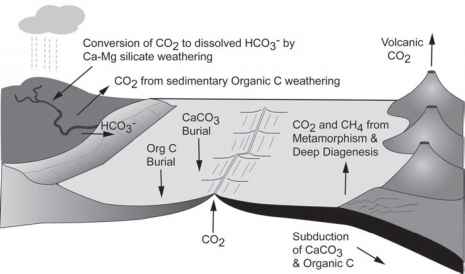 Conversion of CO2 to dissolved HCO3- by
Ca-Mg silicate weathering
Volcanic
CO2
CO2 from sedimentary Organic C weathering
HCO3-
CaCO3
Burial
Org C
Burial
CO2 and CH4 from
Metamorphism &
Deep Diagenesis
CO2
Subduction
of CaCO3
& Organic C